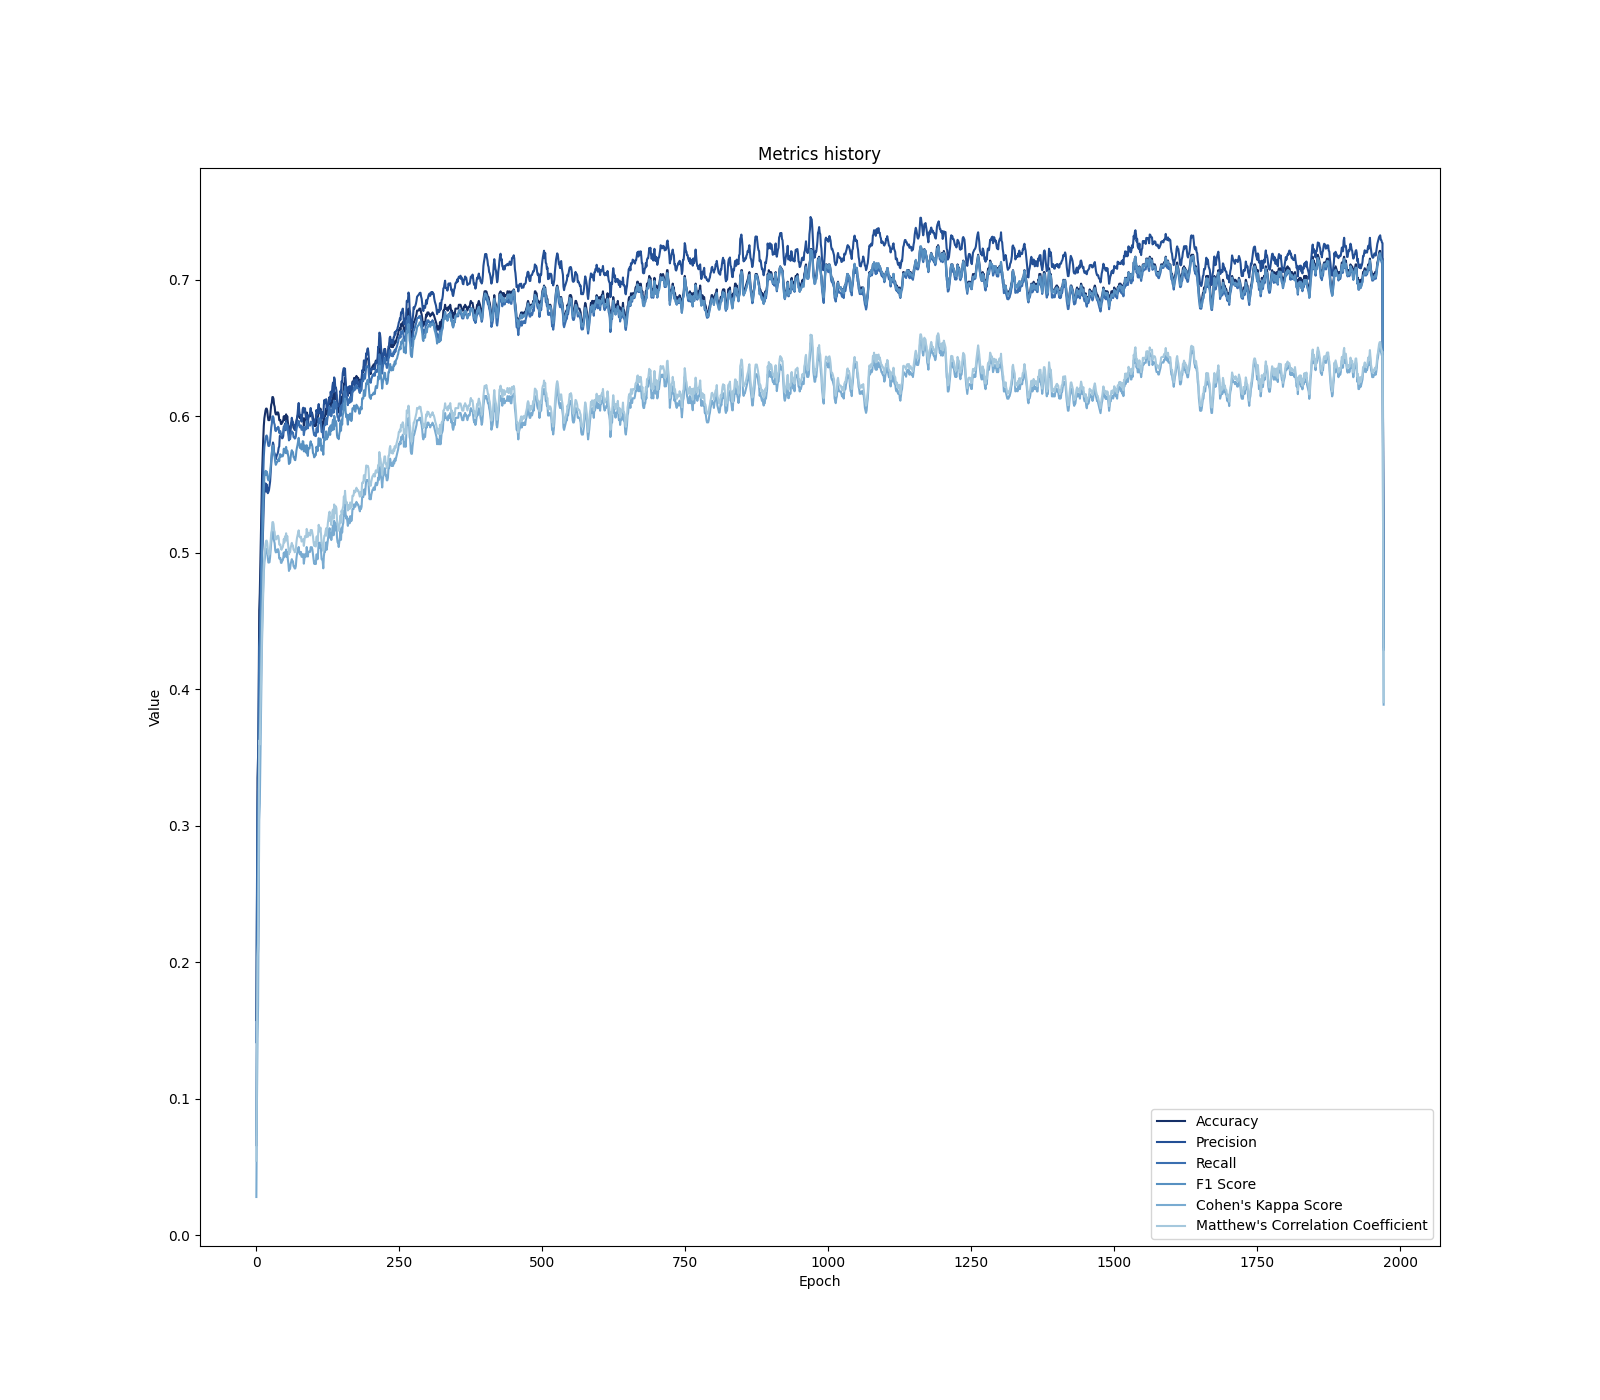 Metrics history
Value
0.7
0.6
0.5
0.4
0.3
0.2
0.1
0.0
0 250 500 750 1000 1250 1500 1750 2000
Epoch
Accuracy
Precision
Recall
F1 Score
Cohen's Kappa Score
Matthew's Correlation Coefficient